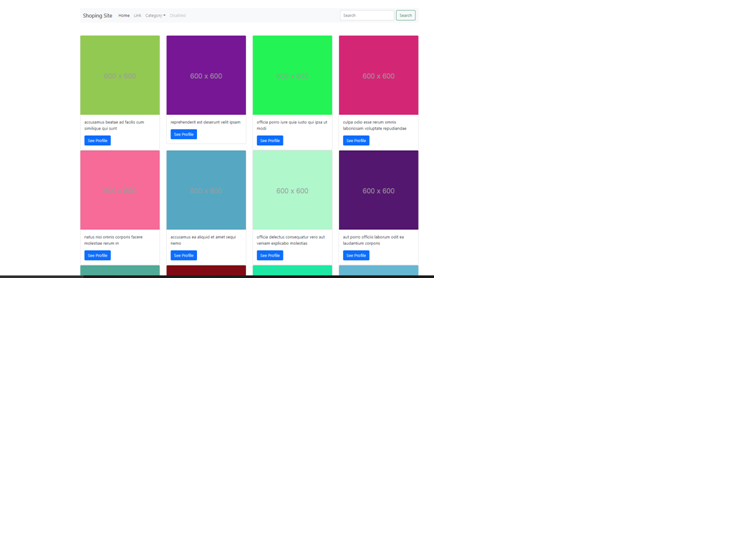 Shoping Site Home Link Category Disabled Search Search
600 x 600 600 x 600 600 x 600 600 x 600
accusamus beatae ad facilis cum
similique qui sunt
See Profile
reprehenderit est deserunt velit ipsam
See Profile
officia porro iure quia iusto qui ipsa ut
modi
See Profile
culpa odio esse rerum omnis
laboriosam voluptate repudiandae
See Profile
600 x 600 600 x 600 600 x 600 600 x 600
natus nisi omnis corporis facere
molestiae rerum in
See Profile
accusamus ea aliquid et amet sequi
nemo
See Profile
officia delectus consequatur vero aut
veniam explicabo molestias
See Profile
aut porro officiis laborum odit ea
laudantium corporis
See Profile